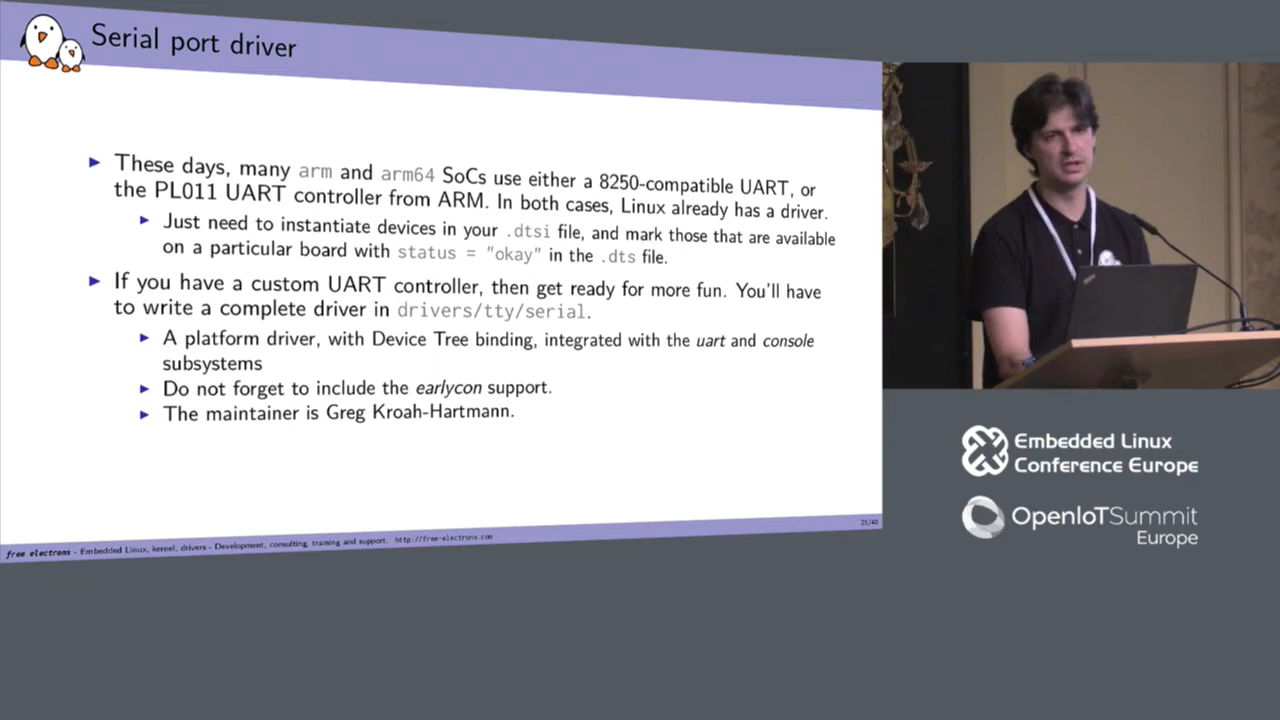 Serial port driver
▶ These days, many arm and arm64 SoCs use either a 8250-compatible UART, or
the PL011 UART controller from ARM. In both cases, Linux already has a driver.
▶ Just need to instantiate devices in your .dtsi file, and mark those that are available
on a particular board with status = "okay" in the .dts file.
▶ If you have a custom UART controller, then get ready for more fun. You'll have
to write a complete driver in drivers/tty/serial.
▶ A platform driver, with Device Tree binding, integrated with the uart and console
subsystems
▶ Do not forget to include the earlycon support.
▶ The maintainer is Greg Kroah-Hartmann.
21/40
free electrons - Embedded Linux, kernel, drivers - Development, consulting, training and support. http://free-electrons.com
Embedded Linux
Conference Europe
OpenIoTSummit
Europe